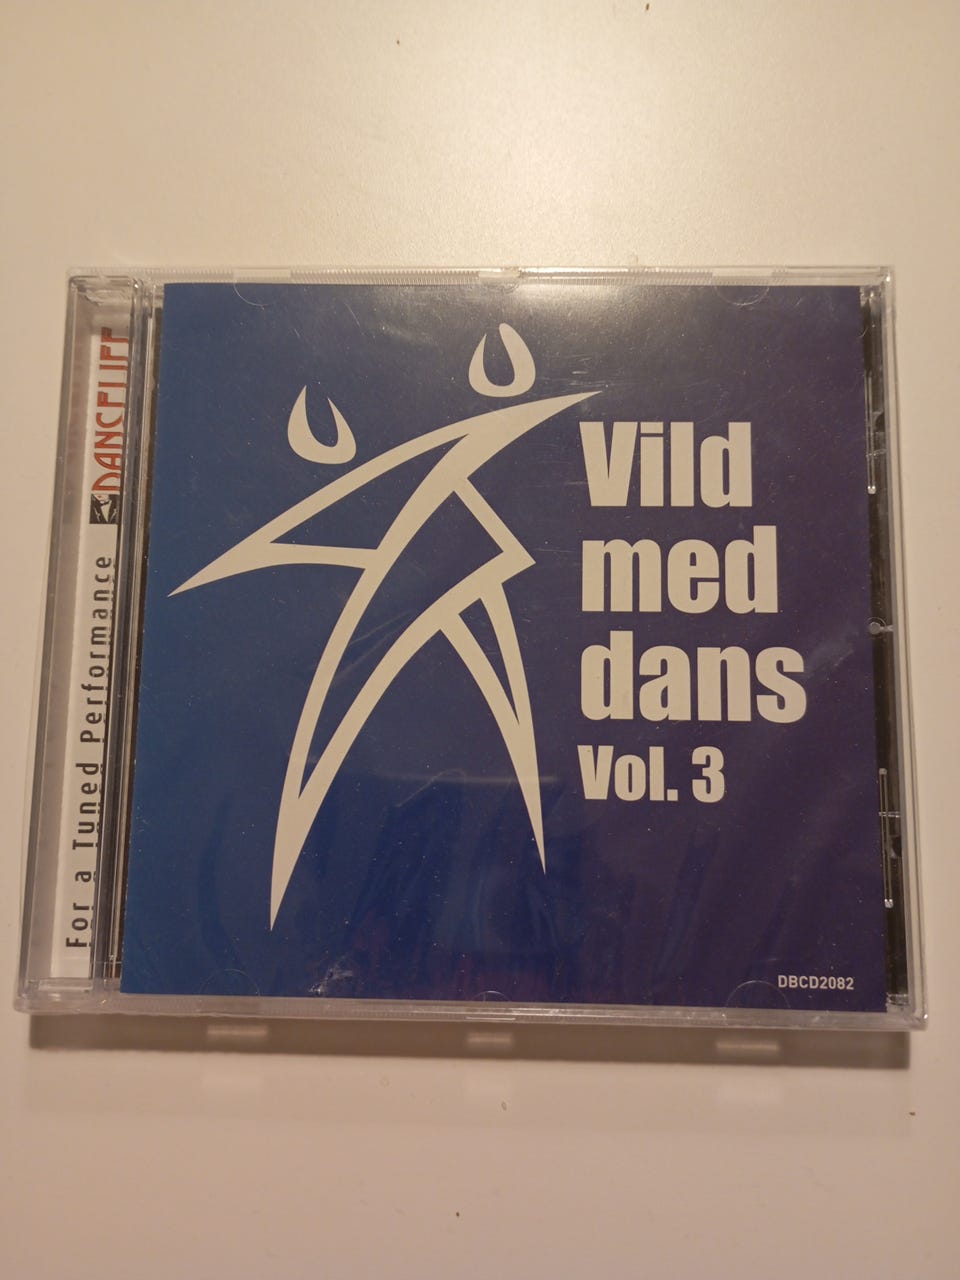 Vild
med
dans
Vol. 3
DBCD2082
For a Tuned Performance
DANCELIFE